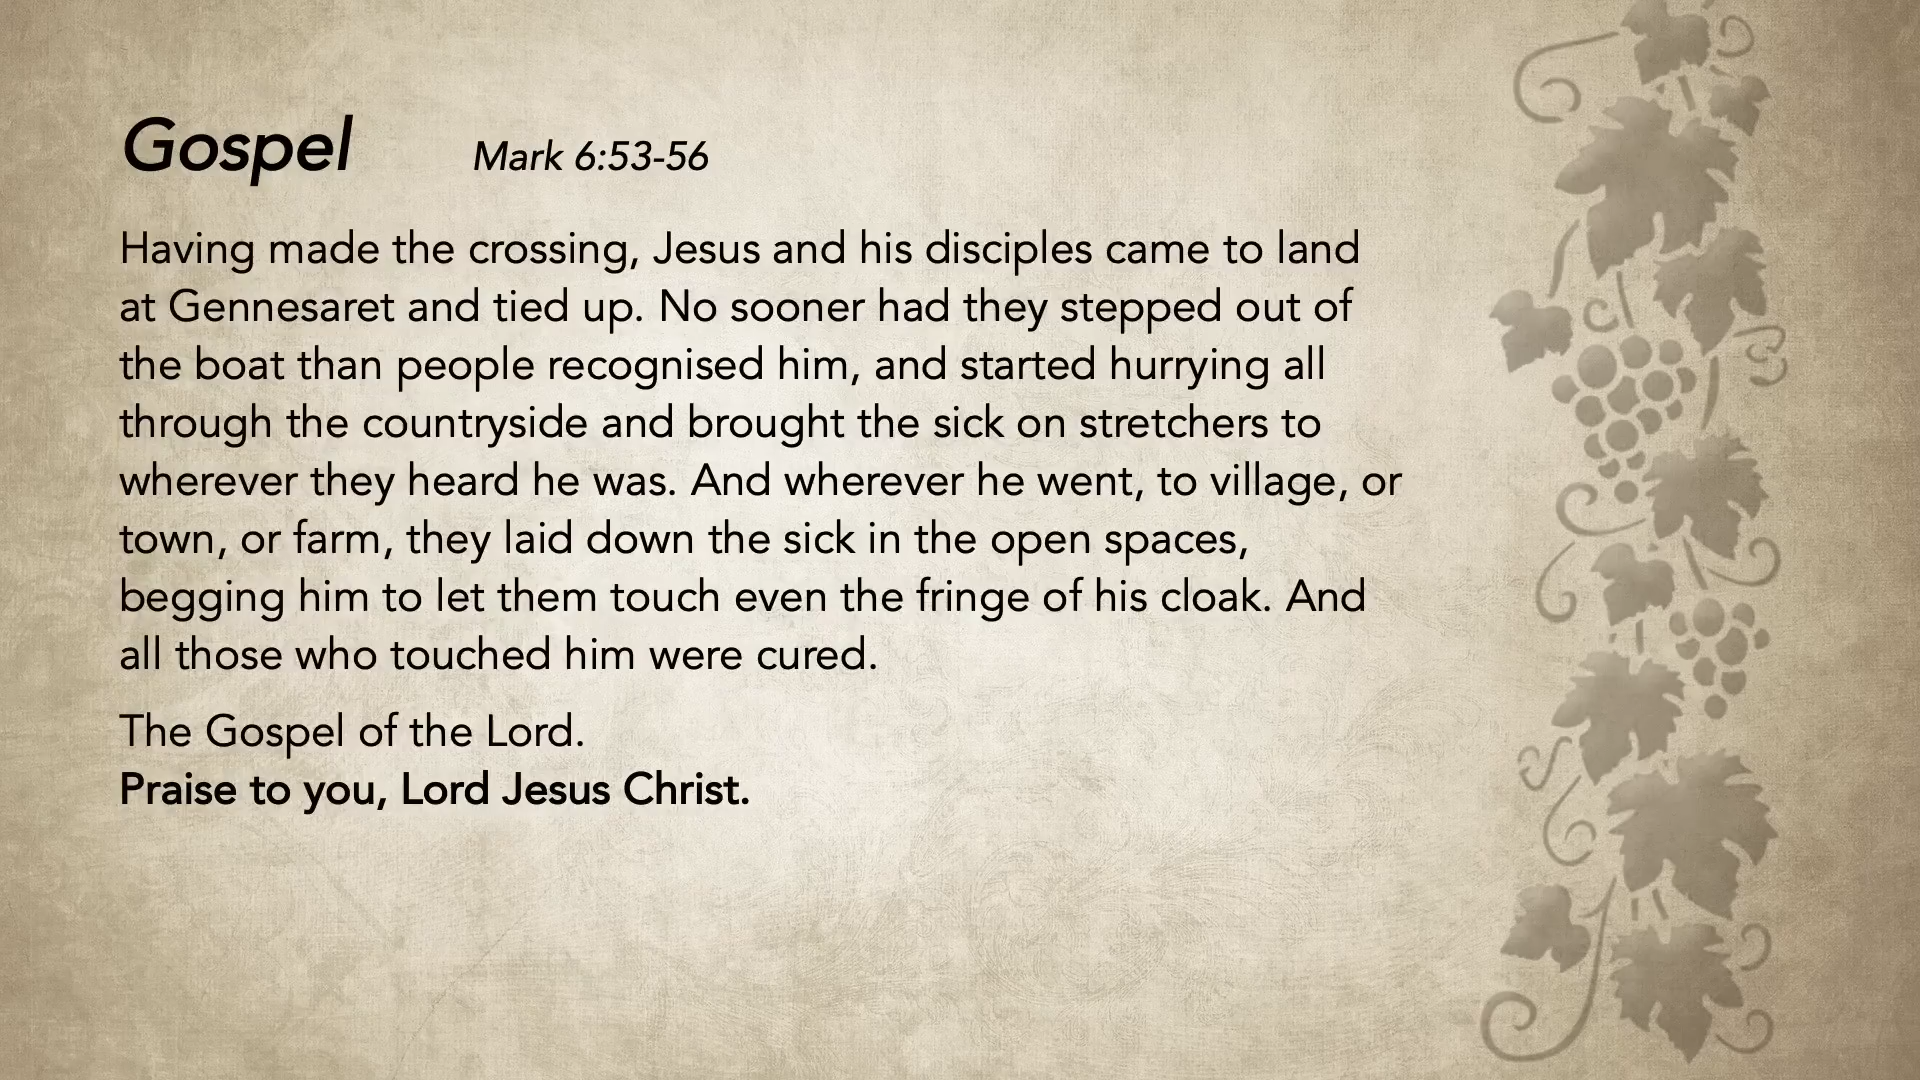 Gospel Mark 6:53-56
Having made the crossing, Jesus and his disciples came to land
at Gennesaret and tied up. No sooner had they stepped out of
the boat than people recognised him, and started hurrying all
through the countryside and brought the sick on stretchers to
wherever they heard he was. And wherever he went, to village, or
town, or farm, they laid down the sick in the open spaces,
begging him to let them touch even the fringe of his cloak. And
all those who touched him were cured.
The Gospel of the Lord.
Praise to you, Lord Jesus Christ.